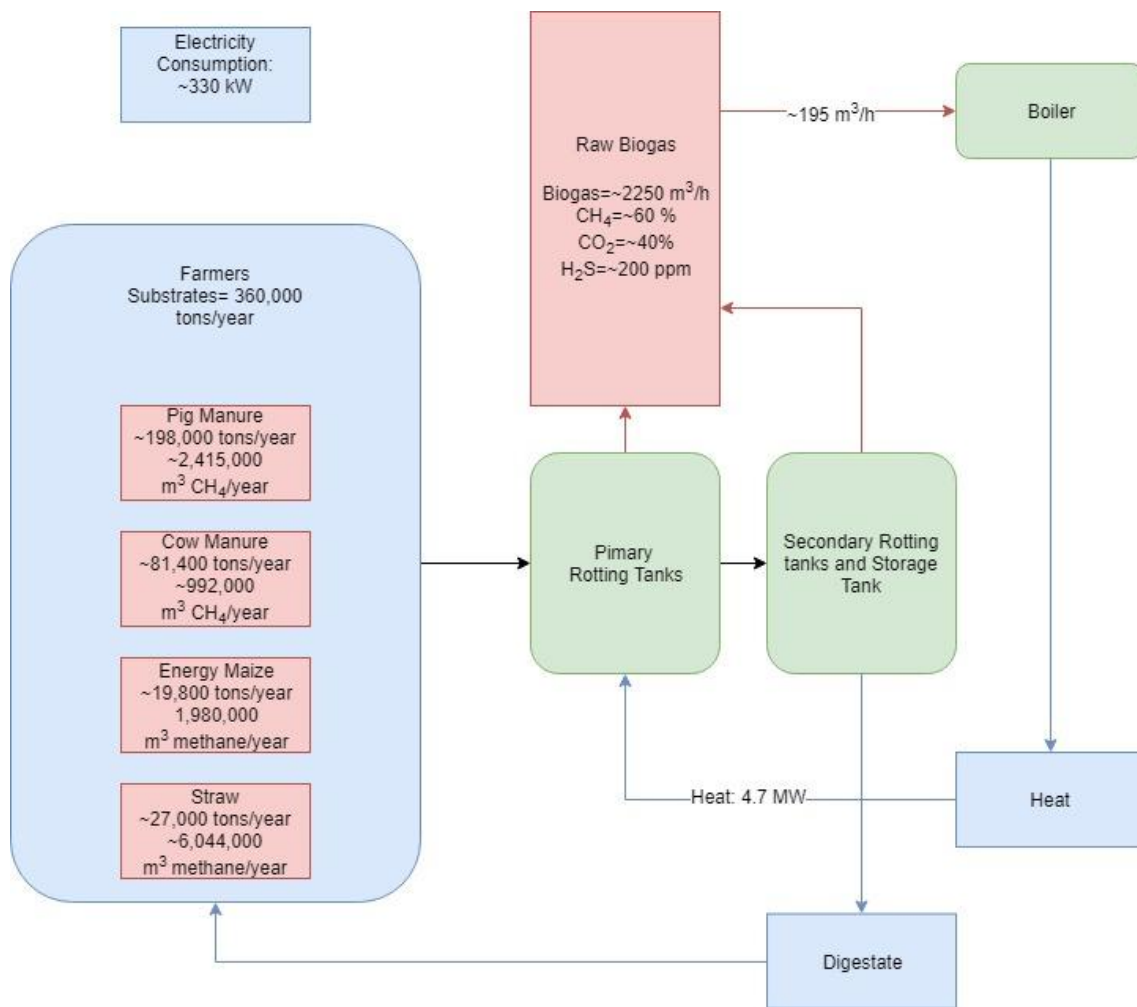 Electricity
Consumption:
~330 kW
Raw Biogas
Biogas=~2250 m³/h
CH₄=~60 %
CO₂=~40%
H₂S=~200 ppm
~195 m³/h
Boiler
Farmers
Substrates= 360,000
tons/year
Pig Manure
~198,000 tons/year
~2,415,000
m³ CH₄/year
Cow Manure
~81,400 tons/year
~992,000
m³ CH₄/year
Energy Maize
~19,800 tons/year
1,980,000
m³ methane/year
Straw
~27,000 tons/year
~6,044,000
m³ methane/year
Pimary
Rotting Tanks
Secondary Rotting
tanks and Storage
Tank
Heat: 4.7 MW
Heat
Digestate